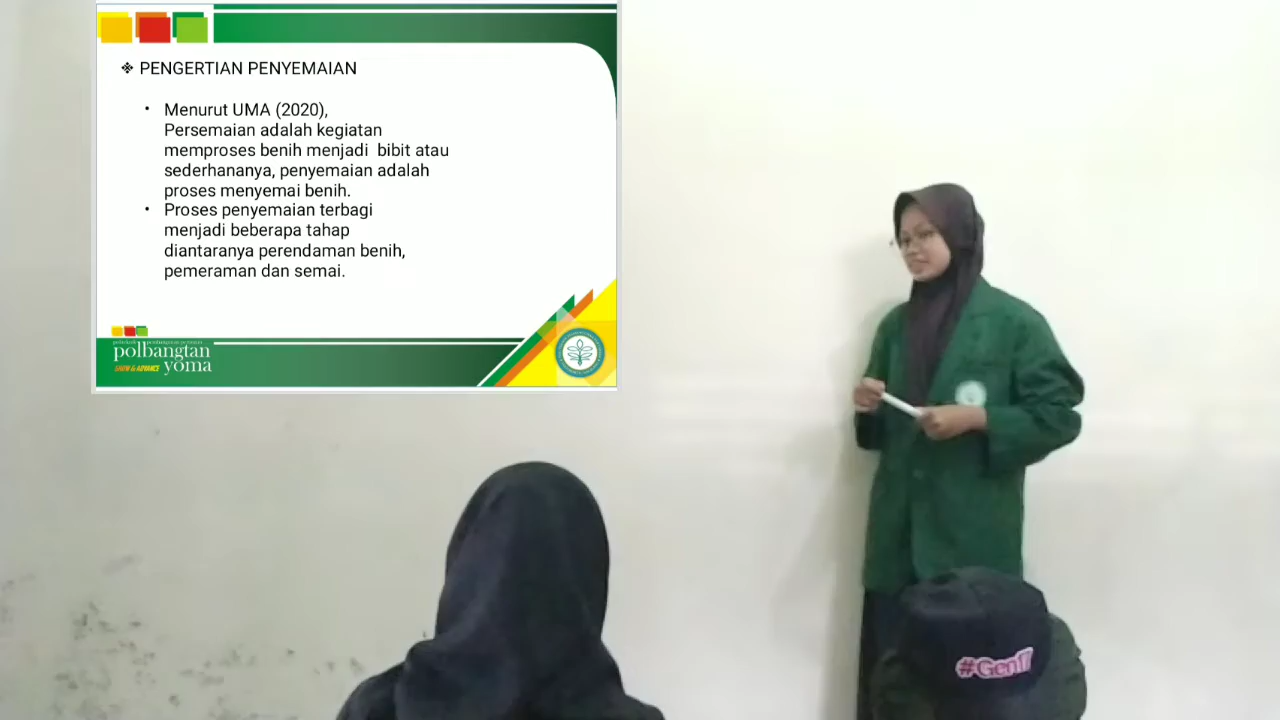 ❖ PENGERTIAN PENYEMAIAN
• Menurut UMA (2020),
Persemaian adalah kegiatan
memproses benih menjadi  bibit atau
sederhananya, penyemaian adalah
proses menyemai benih.
• Proses penyemaian terbagi
menjadi beberapa tahap
diantaranya perendaman benih,
pemeraman dan semai.
polbangtan
yoma
#Gen17